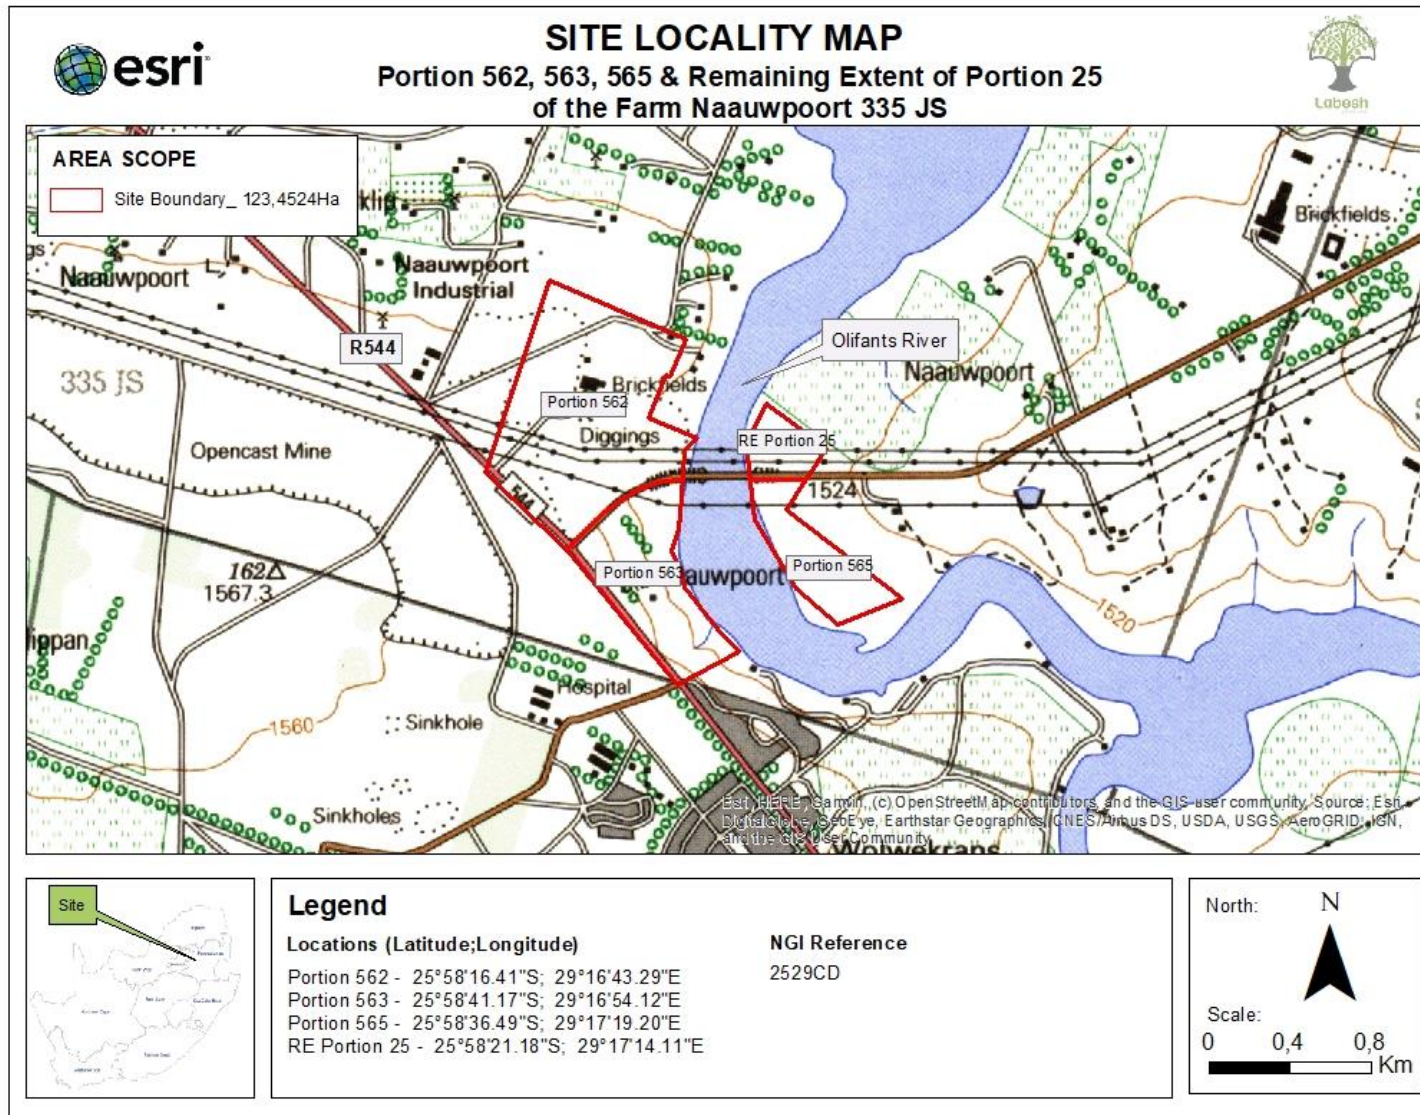 esri
SITE LOCALITY MAP
Portion 562, 563, 565 & Remaining Extent of Portion 25
of the Farm Naauwpoort 335 JS
Labesh
AREA SCOPE
Site Boundary_ 123,4524Ha
Naauwpoort
Naauwpoort
Industrial
R544
335 JS
Brickfields
Brickfields
Portion 562
Diggings
Olifants River
Naauwpoort
RE Portion 25
Opencast Mine
544
1524
162
1567.3
Portion 563
auwpoort
Portion 565
1520
Hospital
Sinkhole
1560
Sinkholes
Esri, HERE, Garmin, (c) OpenStreetMap contributors, and the GIS user community, Source: Esri,
DigitalGlobe, GeoEye, Earthstar Geographics, CNES/Airbus DS, USDA, USGS, AeroGRID, IGN,
and the GIS User Community
Wolwekrans
Site
Legend
Locations (Latitude;Longitude)
Portion 562 - 25°58'16.41"S; 29°16'43.29"E
Portion 563 - 25°58'41.17"S; 29°16'54.12"E
Portion 565 - 25°58'36.49"S; 29°17'19.20"E
RE Portion 25 - 25°58'21.18"S; 29°17'14.11"E
NGI Reference
2529CD
North:
N
Scale:
0 0,4 0,8
Km